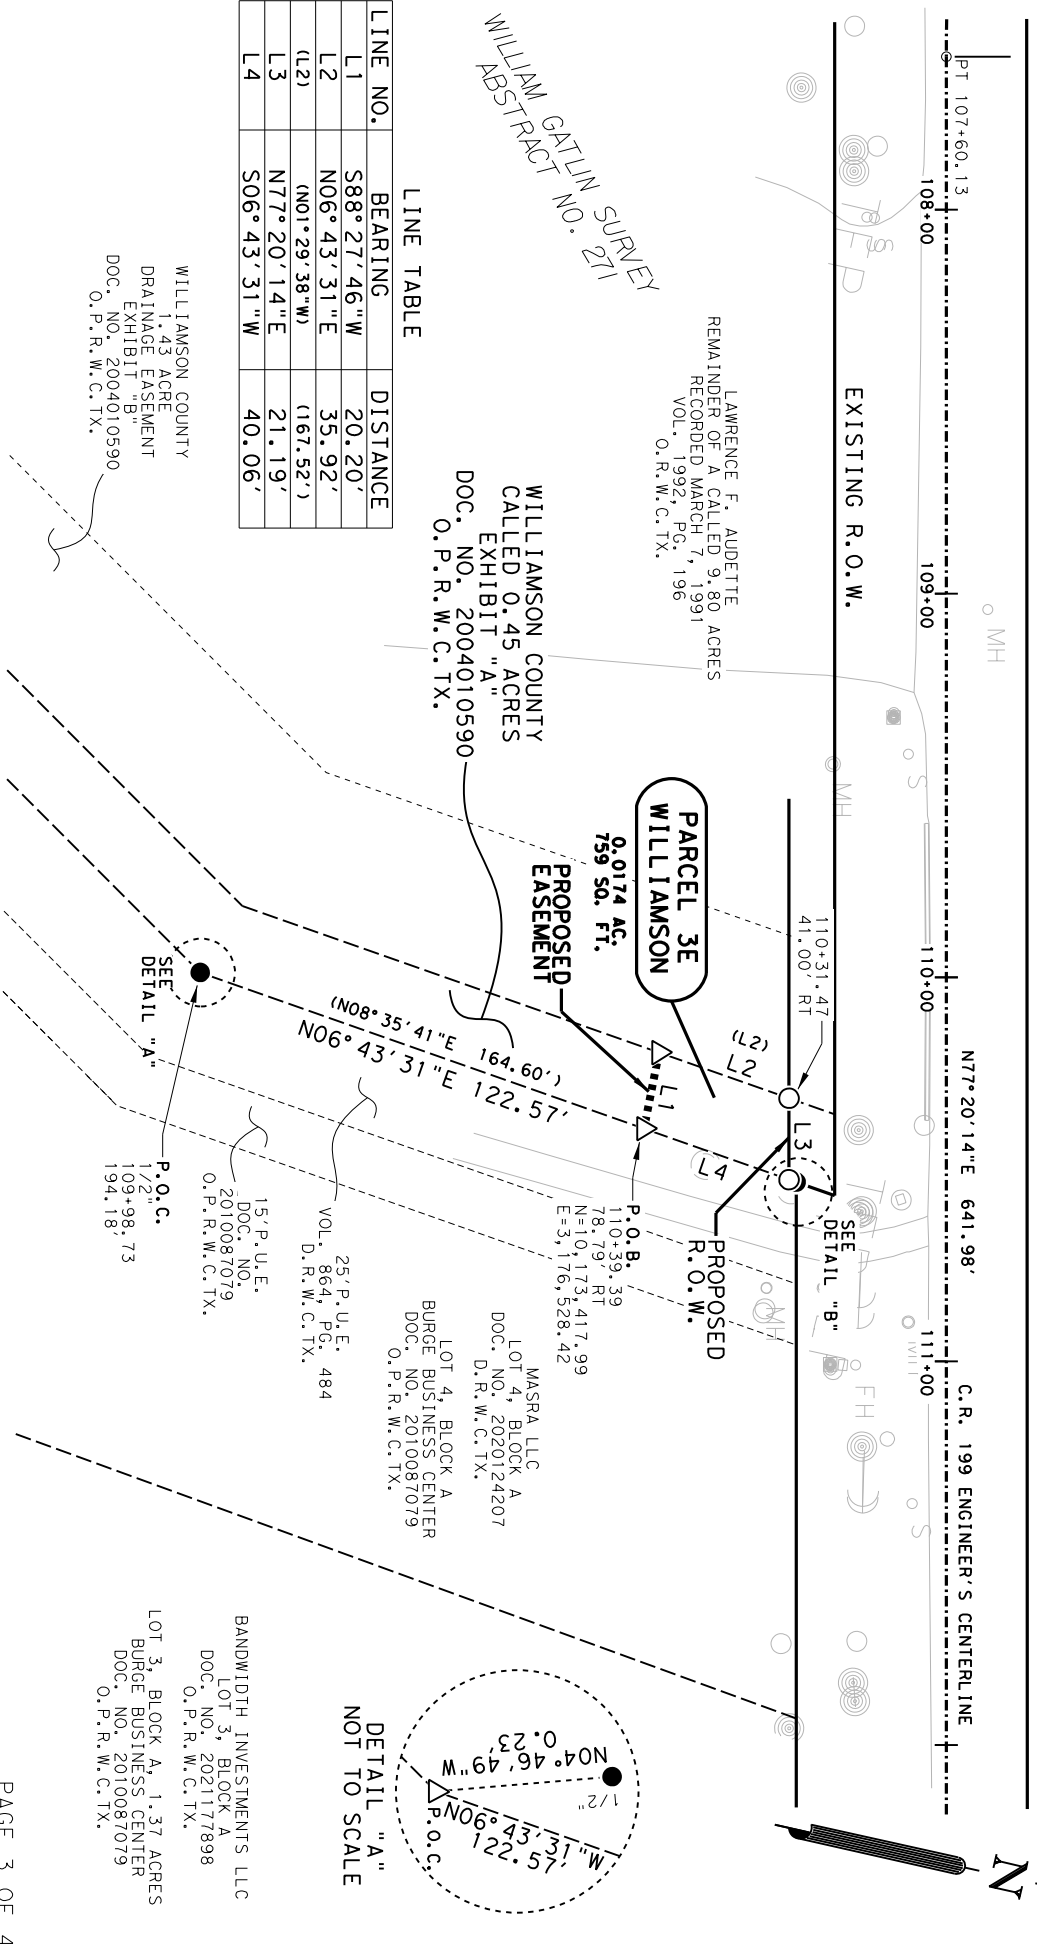 PT 107+60.13
108+00
109+00
110+00
111+00
N77°20'14"E 641.98'
C.R. 199 ENGINEER'S CENTERLINE
N
EXISTING R.O.W.
MH
S
MH
S
MH
FH
WILLIAM GATLIN SURVEY
ABSTRACT NO. 271
LAWRENCE F. AUDETTE
REMAINDER OF A CALLED 9.80 ACRES
RECORDED MARCH 7, 1991
VOL. 1992, PG. 196
O.R.W.C.TX.
110+31.47
41.00' RT
PARCEL 3E
WILLIAMSON
0.0174 AC.
759 SQ. FT.
PROPOSED
EASEMENT
(L2)
L2
L1
L3
L4
SEE
DETAIL "B"
PROPOSED
R.O.W.
P.O.B.
110+39.39
78.79' RT
N=10,173,417.99
E=3,176,528.42
LINE TABLE
LINE NO. BEARING DISTANCE
L1 S88°27'46"W 20.20'
L2 N06°43'31"E 35.92'
(L2) (N01°29'38"W) (167.52')
L3 N77°20'14"E 21.19'
L4 S06°43'31"W 40.06'
WILLIAMSON COUNTY
CALLED 0.45 ACRES
EXHIBIT "A"
DOC. NO. 2004010590
O.P.R.W.C.TX.
WILLIAMSON COUNTY
1.43 ACRE
DRAINAGE EASEMENT
EXHIBIT "B"
DOC. NO. 2004010590
O.P.R.W.C.TX.
(N08°35'41"E 164.60')
N06°43'31"E 122.57'
SEE
DETAIL "A"
P.O.C.
1/2"
109+98.73
194.18'
15'P.U.E.
DOC. NO.
2010087079
O.P.R.W.C.TX.
25'P.U.E.
VOL. 864, PG. 484
D.R.W.C.TX.
MASRA LLC
LOT 4, BLOCK A
DOC. NO. 2020124207
D.R.W.C.TX.
LOT 4, BLOCK A
BURGE BUSINESS CENTER
DOC. NO. 2010087079
O.P.R.W.C.TX.
BANDWIDTH INVESTMENTS LLC
LOT 3, BLOCK A
DOC. NO. 2021177898
O.P.R.W.C.TX.
LOT 3, BLOCK A, 1.37 ACRES
BURGE BUSINESS CENTER
DOC. NO. 2010087079
O.P.R.W.C.TX.
1/2"
N04°46'49"W
0.23'
N06°43'31"W
122.57'
P.O.C.
DETAIL "A"
NOT TO SCALE
PAGE 3 OF 4